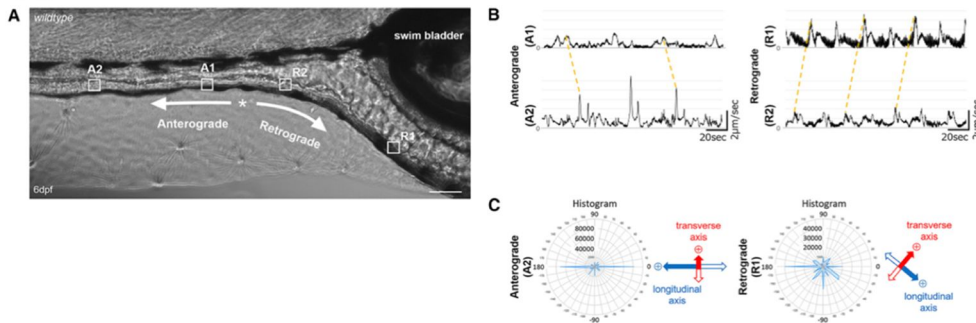 A
wildtype
swim bladder
A2
A1
R2
*
Anterograde
Retrograde
R1
6dpf
B
Anterograde
(A1)
(A2)
20sec
2μm/sec
Retrograde
(R1)
(R2)
20sec
2μm/sec
C
Anterograde
(A2)
Histogram
90
80000
60000
40000
180
0
-90
transverse
axis
longitudinal
axis
Retrograde
(R1)
Histogram
90
40000
30000
20000
180
0
-90
transverse
axis
longitudinal
axis